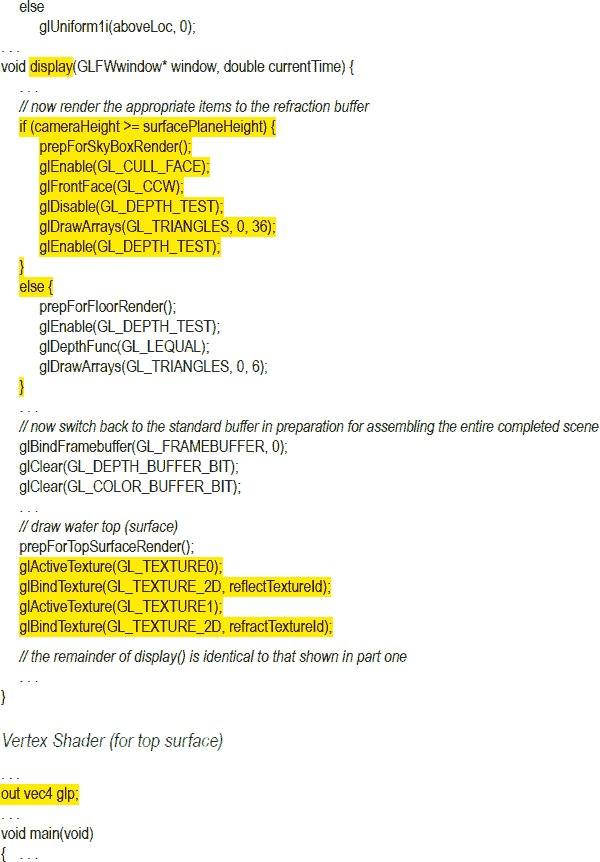 else
glUniform1i(aboveLoc, 0);
. . .
void display(GLFWwindow* window, double currentTime) {
. . .
// now render the appropriate items to the refraction buffer
if (cameraHeight >= surfacePlaneHeight) {
prepForSkyBoxRender();
glEnable(GL_CULL_FACE);
glFrontFace(GL_CCW);
glDisable(GL_DEPTH_TEST);
glDrawArrays(GL_TRIANGLES, 0, 36);
glEnable(GL_DEPTH_TEST);
}
else {
prepForFloorRender();
glEnable(GL_DEPTH_TEST);
glDepthFunc(GL_LEQUAL);
glDrawArrays(GL_TRIANGLES, 0, 6);
}
. . .
// now switch back to the standard buffer in preparation for assembling the entire completed scene
glBindFramebuffer(GL_FRAMEBUFFER, 0);
glClear(GL_DEPTH_BUFFER_BIT);
glClear(GL_COLOR_BUFFER_BIT);
. . .
// draw water top (surface)
prepForTopSurfaceRender();
glActiveTexture(GL_TEXTURE0);
glBindTexture(GL_TEXTURE_2D, reflectTextureId);
glActiveTexture(GL_TEXTURE1);
glBindTexture(GL_TEXTURE_2D, refractTextureId);
// the remainder of display() is identical to that shown in part one
. . .
}
Vertex Shader (for top surface)
. . .
out vec4 glp;
. . .
void main(void)
{ . . .